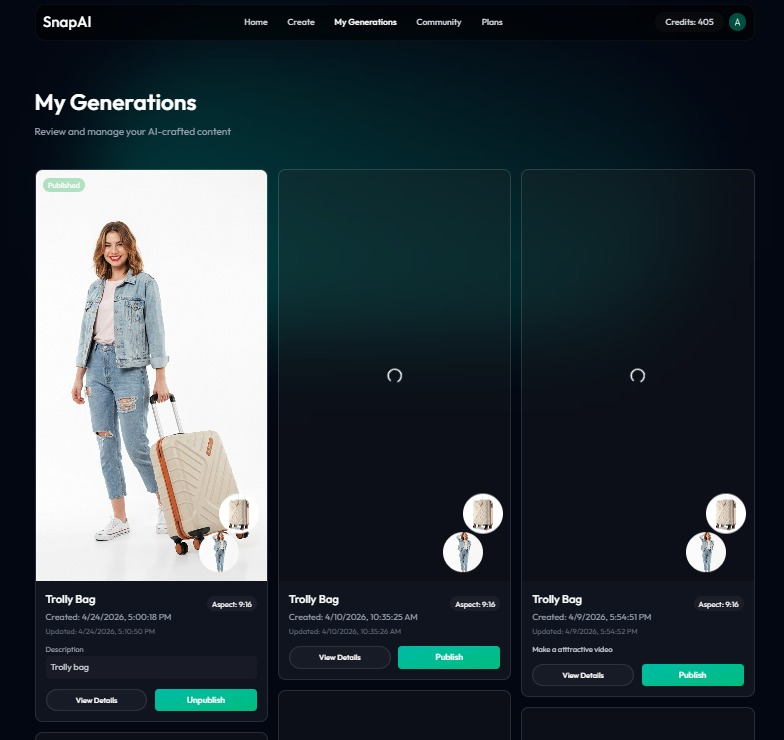 SnapAI
Home Create My Generations Community Plans
Credits: 405 A
My Generations
Review and manage your AI-crafted content
Published
Trolly Bag
Aspect: 9:16
Created: 4/24/2026, 5:00:18 PM
Updated: 4/24/2026, 5:10:50 PM
Description
Trolly bag
View Details Unpublish
Trolly Bag
Aspect: 9:16
Created: 4/10/2026, 10:35:25 AM
Updated: 4/10/2026, 10:35:26 AM
View Details Publish
Trolly Bag
Aspect: 9:16
Created: 4/9/2026, 5:54:51 PM
Updated: 4/9/2026, 5:54:52 PM
Make a atttractive video
View Details Publish